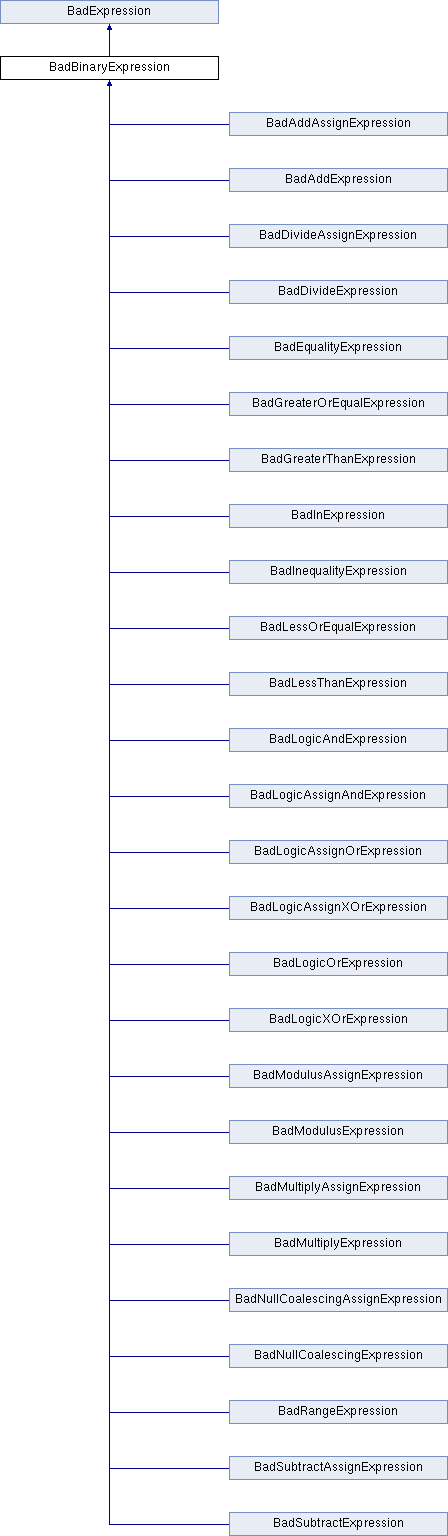 BadExpression
BadBinaryExpression
BadAddAssignExpression
BadAddExpression
BadDivideAssignExpression
BadDivideExpression
BadEqualityExpression
BadGreaterOrEqualExpression
BadGreaterThanExpression
BadInExpression
BadInequalityExpression
BadLessOrEqualExpression
BadLessThanExpression
BadLogicAndExpression
BadLogicAssignAndExpression
BadLogicAssignOrExpression
BadLogicAssignXOrExpression
BadLogicOrExpression
BadLogicXOrExpression
BadModulusAssignExpression
BadModulusExpression
BadMultiplyAssignExpression
BadMultiplyExpression
BadNullCoalescingAssignExpression
BadNullCoalescingExpression
BadRangeExpression
BadSubtractAssignExpression
BadSubtractExpression